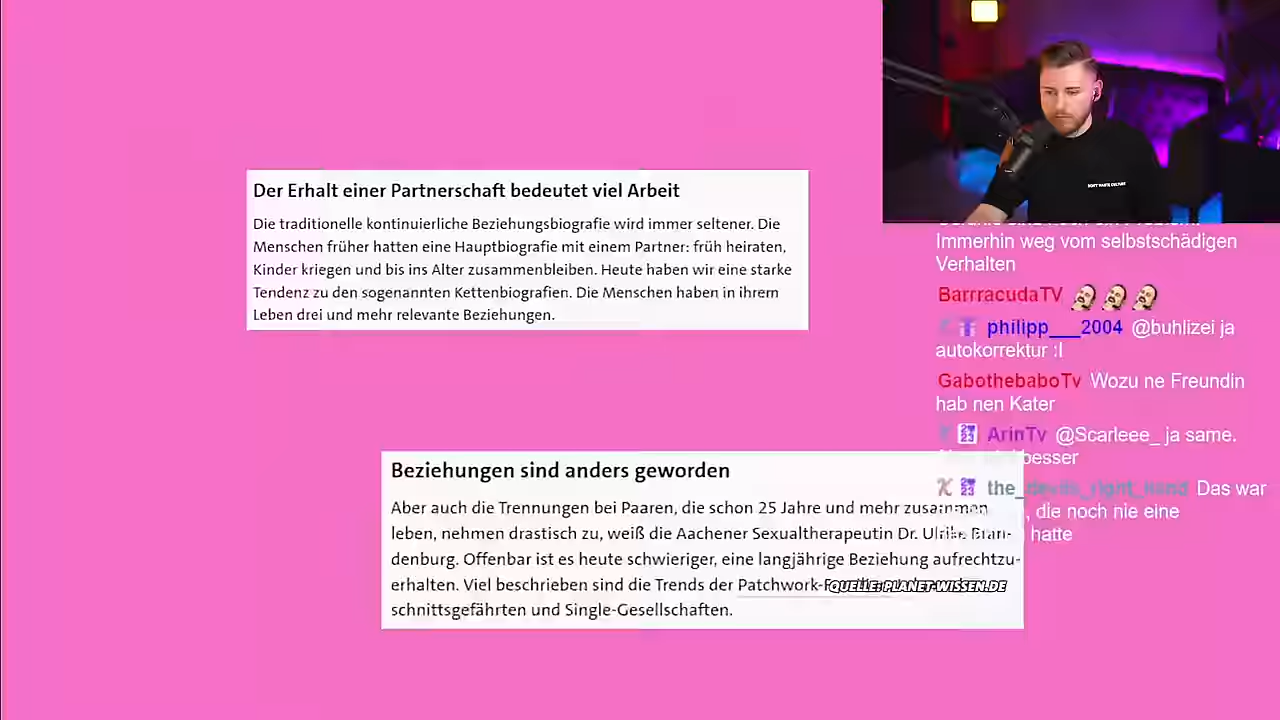 Der Erhalt einer Partnerschaft bedeutet viel Arbeit
Die traditionelle kontinuierliche Beziehungsbiografie wird immer seltener. Die
Menschen früher hatten eine Hauptbiografie mit einem Partner: früh heiraten,
Kinder kriegen und bis ins Alter zusammenbleiben. Heute haben wir eine starke
Tendenz zu den sogenannten Kettenbiografien. Die Menschen haben in ihrem
Leben drei und mehr relevante Beziehungen.
Beziehungen sind anders geworden
Aber auch die Trennungen bei Paaren, die schon 25 Jahre und mehr zusammen
leben, nehmen drastisch zu, weiß die Aachener Sexualtherapeutin Dr.
denburg. Offenbar ist es heute schwieriger, eine langjährige Beziehung aufrechtzu-
erhalten. Viel beschrieben sind die Trends der Patchwork-
schnittsgefährten und Single-Gesellschaften.
QUELLE: PLANET-WISSEN.DE
Immerhin weg vom selbstschädigen
Verhalten
BarrracudaTV
philipp___2004 @buhlizei ja
autokorrektur :l
GabothebaboTv Wozu ne Freundin
hab nen Kater
ArinTv @Scarleee_ ja same.
besser
the_devils_right_hand Das war
, die noch nie eine
hatte